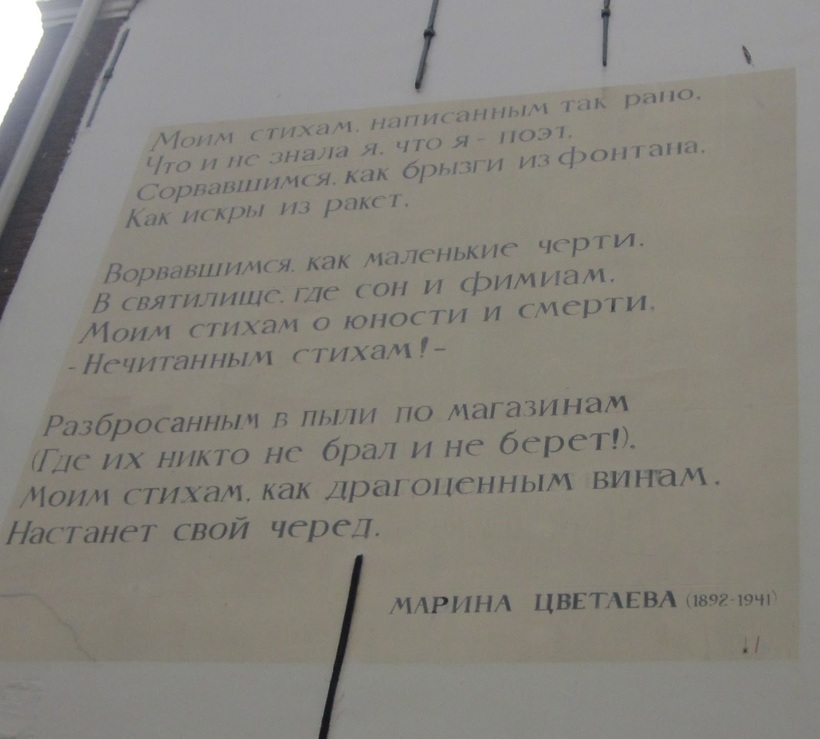 Моим стихам, написанным так рано,
Что и не знала я, что я - поэт,
Сорвавшимся, как брызги из фонтана,
Как искры из ракет,
Ворвавшимся, как маленькие черти,
В святилище, где сон и фимиам,
Моим стихам о юности и смерти,
- Нечитанным стихам! -
Разбросанным в пыли по магазинам
(Где их никто не брал и не берет!),
Моим стихам, как драгоценным винам,
Настанет свой черед.
МАРИНА ЦВЕТАЕВА (1892-1941)